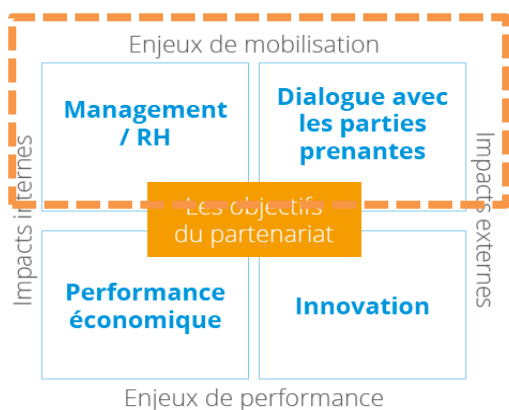 Enjeux de mobilisation
Management
/ RH
Dialogue avec
les parties
prenantes
Impacts internes
Impacts externes
Les objectifs
du partenariat
Performance
économique
Innovation
Enjeux de performance